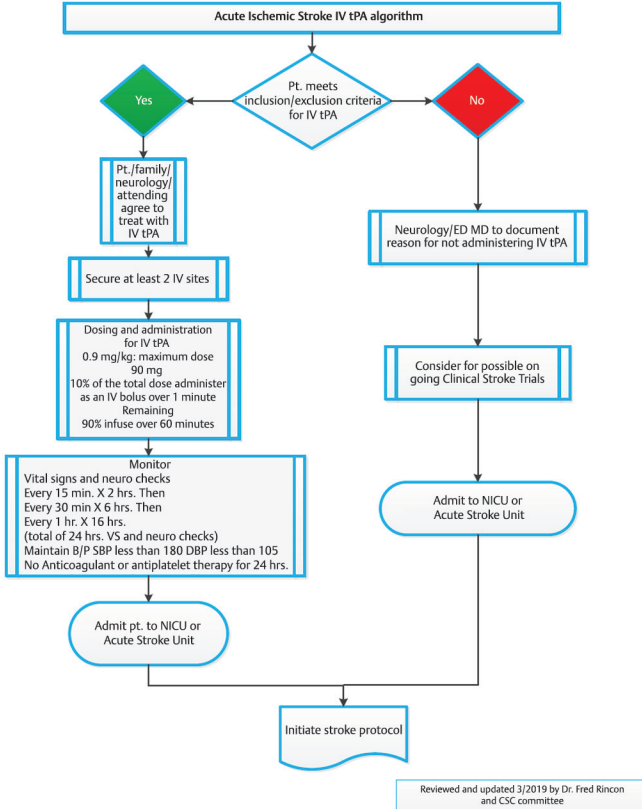 Acute Ischemic Stroke IV tPA algorithm
Pt. meets
inclusion/exclusion criteria
for IV tPA
Yes
No
Pt./family/
neurology/
attending
agree to
treat with
IV tPA
Neurology/ED MD to document
reason for not administering IV tPA
Secure at least 2 IV sites
Dosing and administration
for IV tPA
0.9 mg/kg: maximum dose
90 mg
10% of the total dose administer
as an IV bolus over 1 minute
Remaining
90% infuse over 60 minutes
Consider for possible on
going Clinical Stroke Trials
Monitor
Vital signs and neuro checks
Every 15 min. X 2 hrs. Then
Every 30 min X 6 hrs. Then
Every 1 hr. X 16 hrs.
(total of 24 hrs. VS and neuro checks)
Maintain B/P SBP less than 180 DBP less than 105
No Anticoagulant or antiplatelet therapy for 24 hrs.
Admit to NICU or
Acute Stroke Unit
Admit pt. to NICU or
Acute Stroke Unit
Initiate stroke protocol
Reviewed and updated 3/2019 by Dr. Fred Rincon
and CSC committee